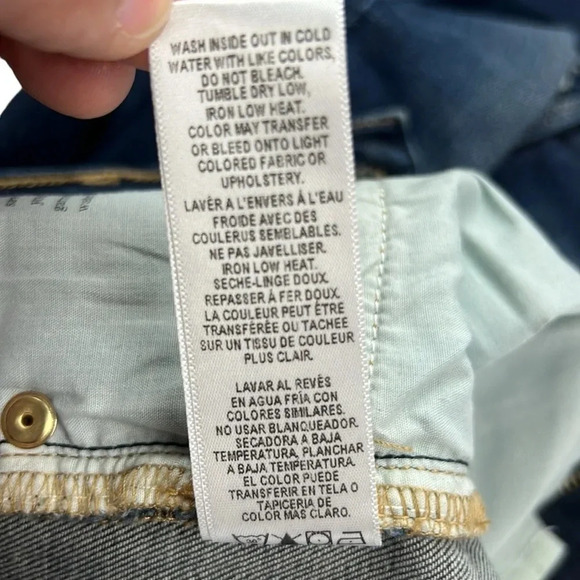 WASH INSIDE OUT IN COLD
WATER WITH LIKE COLORS,
DO NOT BLEACH.
TUMBLE DRY LOW,
IRON LOW HEAT.
COLOR MAY TRANSFER
OR BLEED ONTO LIGHT
COLORED FABRIC OR
UPHOLSTERY.
LAVÉR A L'ENVERS À L'EAU
FROIDE AVEC DES
COULERUS SEMBLABLES.
NE PAS JAVELLISER.
IRON LOW HEAT.
SECHE-LINGE DOUX.
REPASSER À FER DOUX.
LA COULEUR PEUT ÊTRE
TRANSFÉRÉE OU TACHEE
SUR UN TISSU DE COULEUR
PLUS CLAIR.
LAVAR AL REVÉS
EN AGUA FRÍA CON
COLORES SIMILARES.
NO USAR BLANQUEADOR.
SECADORA A BAJA
TEMPERATURA, PLANCHAR
A BAJA TEMPERATURA.
EL COLOR PUEDE
TRANSFERIR EN TELA O
TAPICERIA DE
COLOR MAS CLARO.